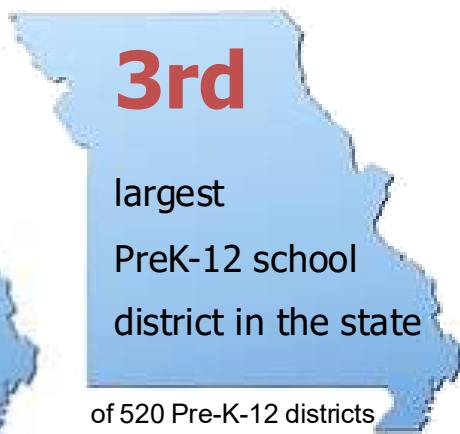 3rd
largest
PreK-12 school
district in the state
of 520 Pre-K-12 districts